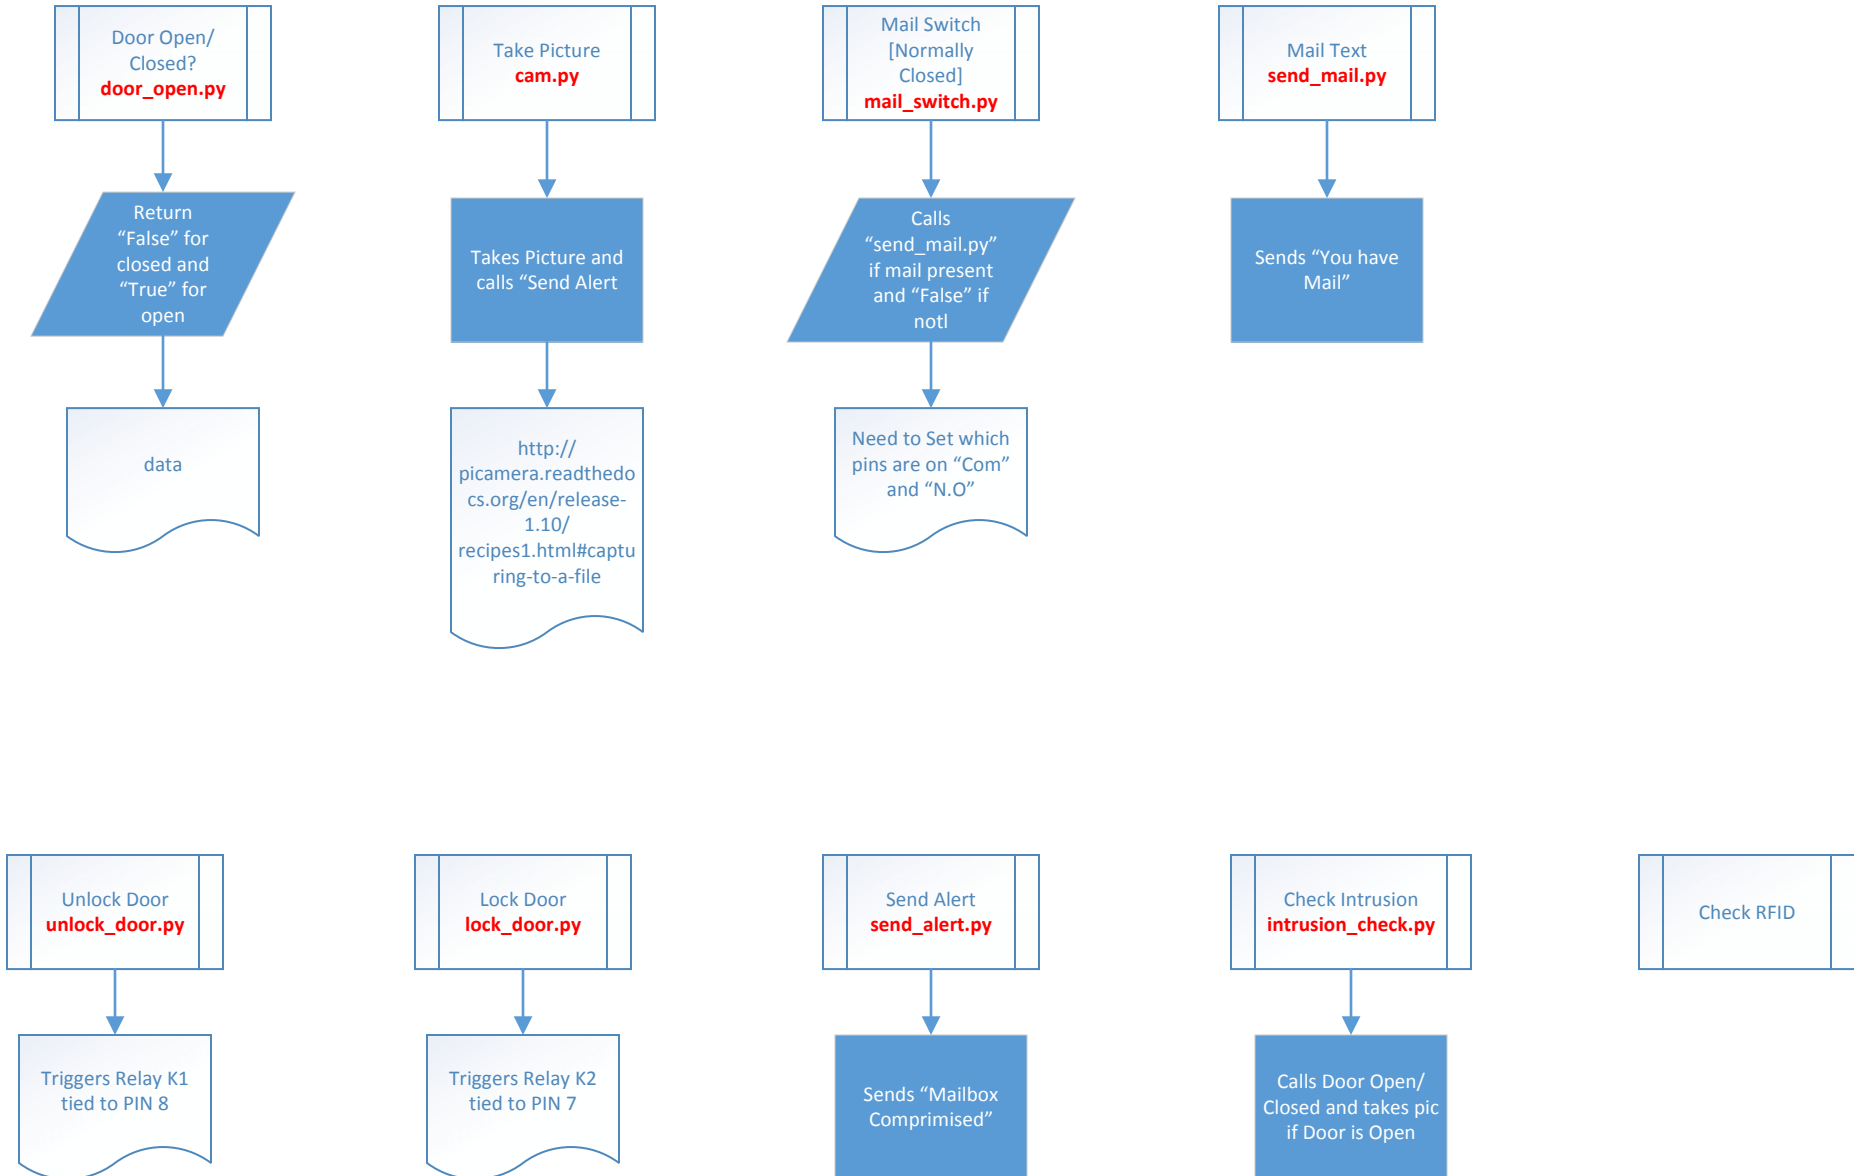 Door Open/
Closed?
door_open.py
Return
“False” for
closed and
“True” for
open
data
Take Picture
cam.py
Takes Picture and
calls “Send Alert
http://
picamera.readthedo
cs.org/en/release-
1.10/
recipes1.html#captu
ring-to-a-file
Mail Switch
[Normally
Closed]
mail_switch.py
Calls
“send_mail.py”
if mail present
and “False” if
notl
Need to Set which
pins are on “Com”
and “N.O”
Mail Text
send_mail.py
Sends “You have
Mail”
Unlock Door
unlock_door.py
Triggers Relay K1
tied to PIN 8
Lock Door
lock_door.py
Triggers Relay K2
tied to PIN 7
Send Alert
send_alert.py
Sends “Mailbox
Comprimised”
Check Intrusion
intrusion_check.py
Calls Door Open/
Closed and takes pic
if Door is Open
Check RFID